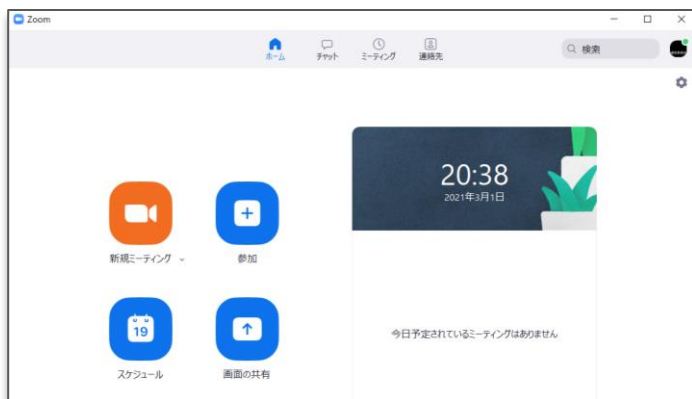 Zoom
ホーム
チャット
ミーティング
連絡先
検索
20:38
2021年3月1日
新規ミーティング
参加
19
スケジュール
画面の共有
今日予定されているミーティングはありません